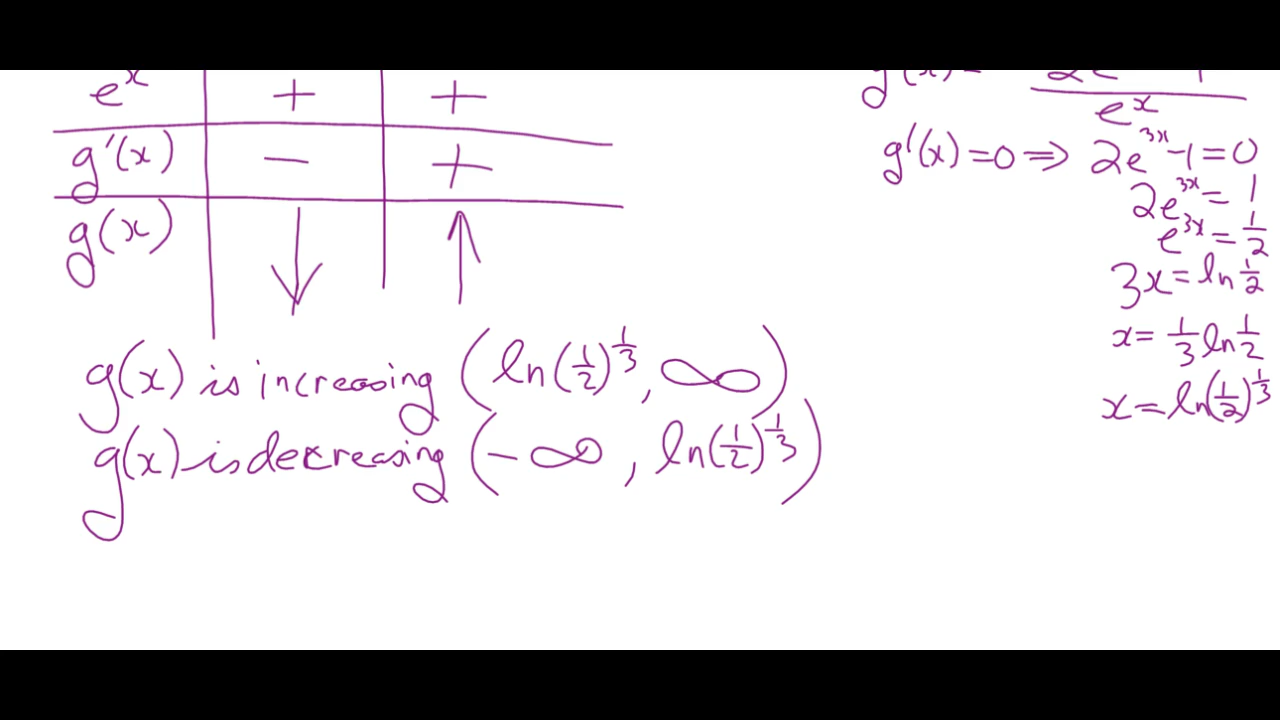 eˣ + +
g'(x) − +
g(x) ↓ ↑
g(x) is increasing (ln(1/2)^(1/3), ∞)
g(x) is decreasing (−∞, ln(1/2)^(1/3))
eˣ
g'(x) = 0 ⇒ 2e^(3x) − 1 = 0
2e^(3x) = 1
e^(3x) = 1/2
3x = ln 1/2
x = 1/3 ln 1/2
x = ln(1/2)^(1/3)